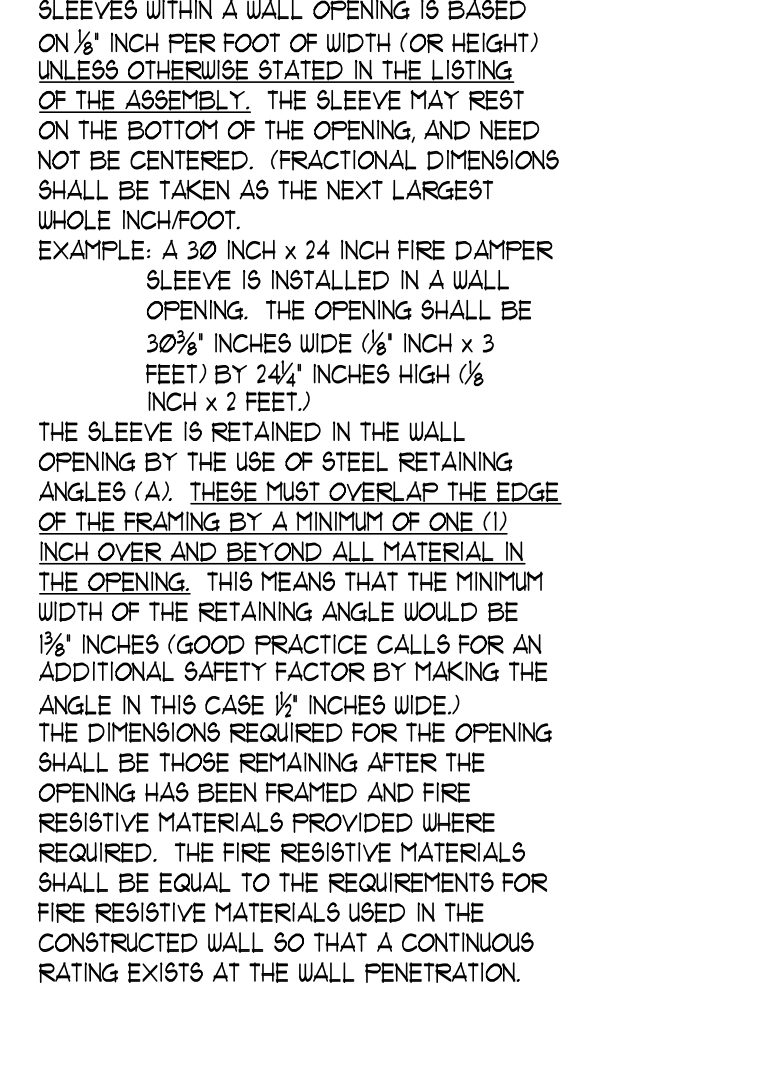 SLEEVES WITHIN A WALL OPENING IS BASED
ON ⅛" INCH PER FOOT OF WIDTH (OR HEIGHT)
UNLESS OTHERWISE STATED IN THE LISTING
OF THE ASSEMBLY. THE SLEEVE MAY REST
ON THE BOTTOM OF THE OPENING, AND NEED
NOT BE CENTERED. (FRACTIONAL DIMENSIONS
SHALL BE TAKEN AS THE NEXT LARGEST
WHOLE INCH/FOOT.
EXAMPLE: A 30 INCH x 24 INCH FIRE DAMPER
SLEEVE IS INSTALLED IN A WALL
OPENING. THE OPENING SHALL BE
30⅜" INCHES WIDE (⅛" INCH x 3
FEET) BY 24¼" INCHES HIGH (⅛
INCH x 2 FEET.)
THE SLEEVE IS RETAINED IN THE WALL
OPENING BY THE USE OF STEEL RETAINING
ANGLES (A). THESE MUST OVERLAP THE EDGE
OF THE FRAMING BY A MINIMUM OF ONE (1)
INCH OVER AND BEYOND ALL MATERIAL IN
THE OPENING. THIS MEANS THAT THE MINIMUM
WIDTH OF THE RETAINING ANGLE WOULD BE
1⅜" INCHES (GOOD PRACTICE CALLS FOR AN
ADDITIONAL SAFETY FACTOR BY MAKING THE
ANGLE IN THIS CASE 1½" INCHES WIDE.)
THE DIMENSIONS REQUIRED FOR THE OPENING
SHALL BE THOSE REMAINING AFTER THE
OPENING HAS BEEN FRAMED AND FIRE
RESISTIVE MATERIALS PROVIDED WHERE
REQUIRED. THE FIRE RESISTIVE MATERIALS
SHALL BE EQUAL TO THE REQUIREMENTS FOR
FIRE RESISTIVE MATERIALS USED IN THE
CONSTRUCTED WALL SO THAT A CONTINUOUS
RATING EXISTS AT THE WALL PENETRATION.